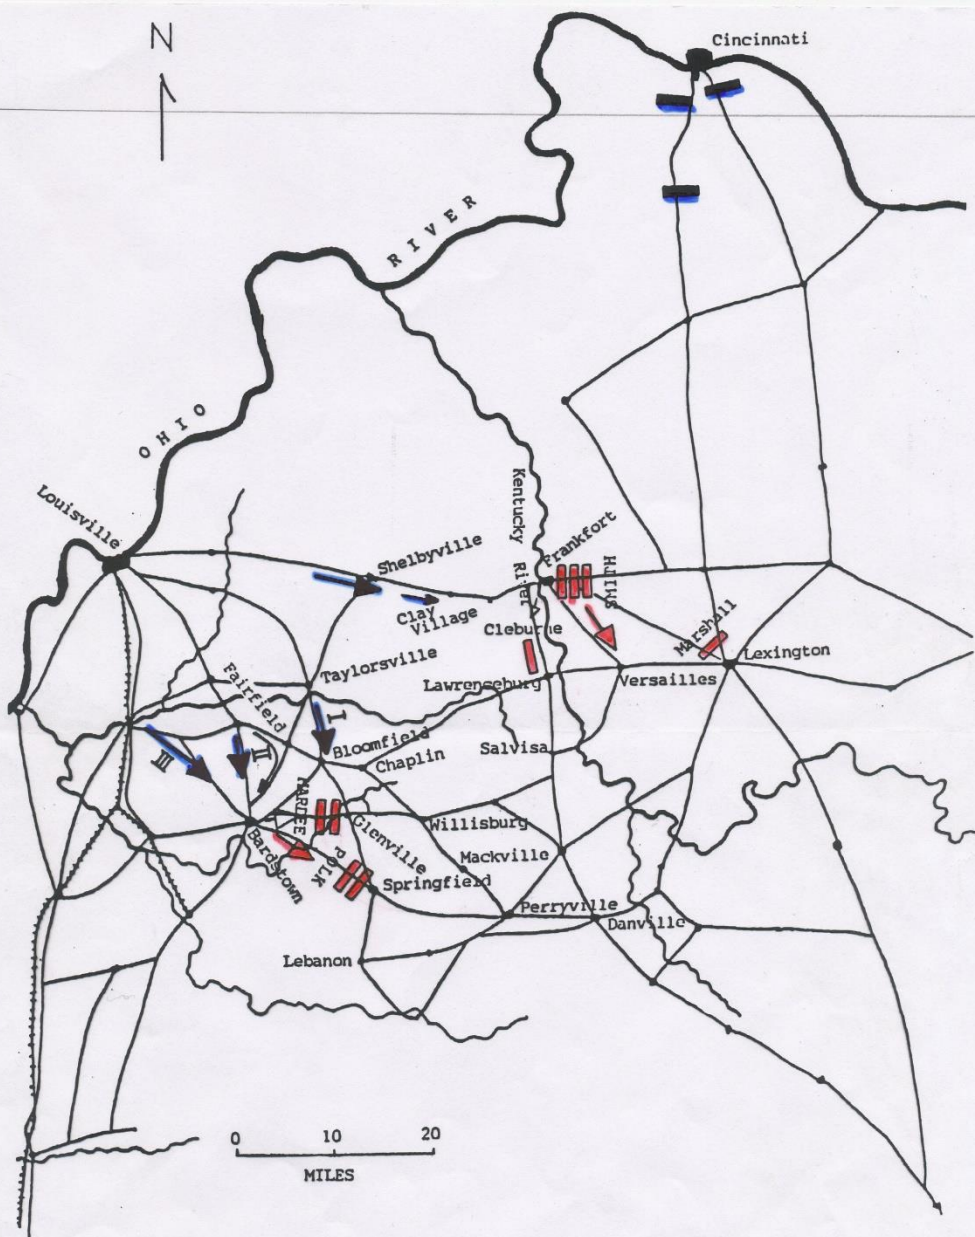 N
Cincinnati
RIVER
OHIO
Louisville
Kentucky
River
Frankfort
SMITH
Shelbyville
Clay
Village
Cleburne
Marshall
Lexington
Taylorsville
Lawrenceburg
Versailles
Fairfield
I
II
III
Bloomfield
Chaplin
Salvisa
HARDEE
Glenville
Willisburg
Bardstown
POLK
Mackville
Springfield
Perryville
Danville
Lebanon
0 10 20
MILES